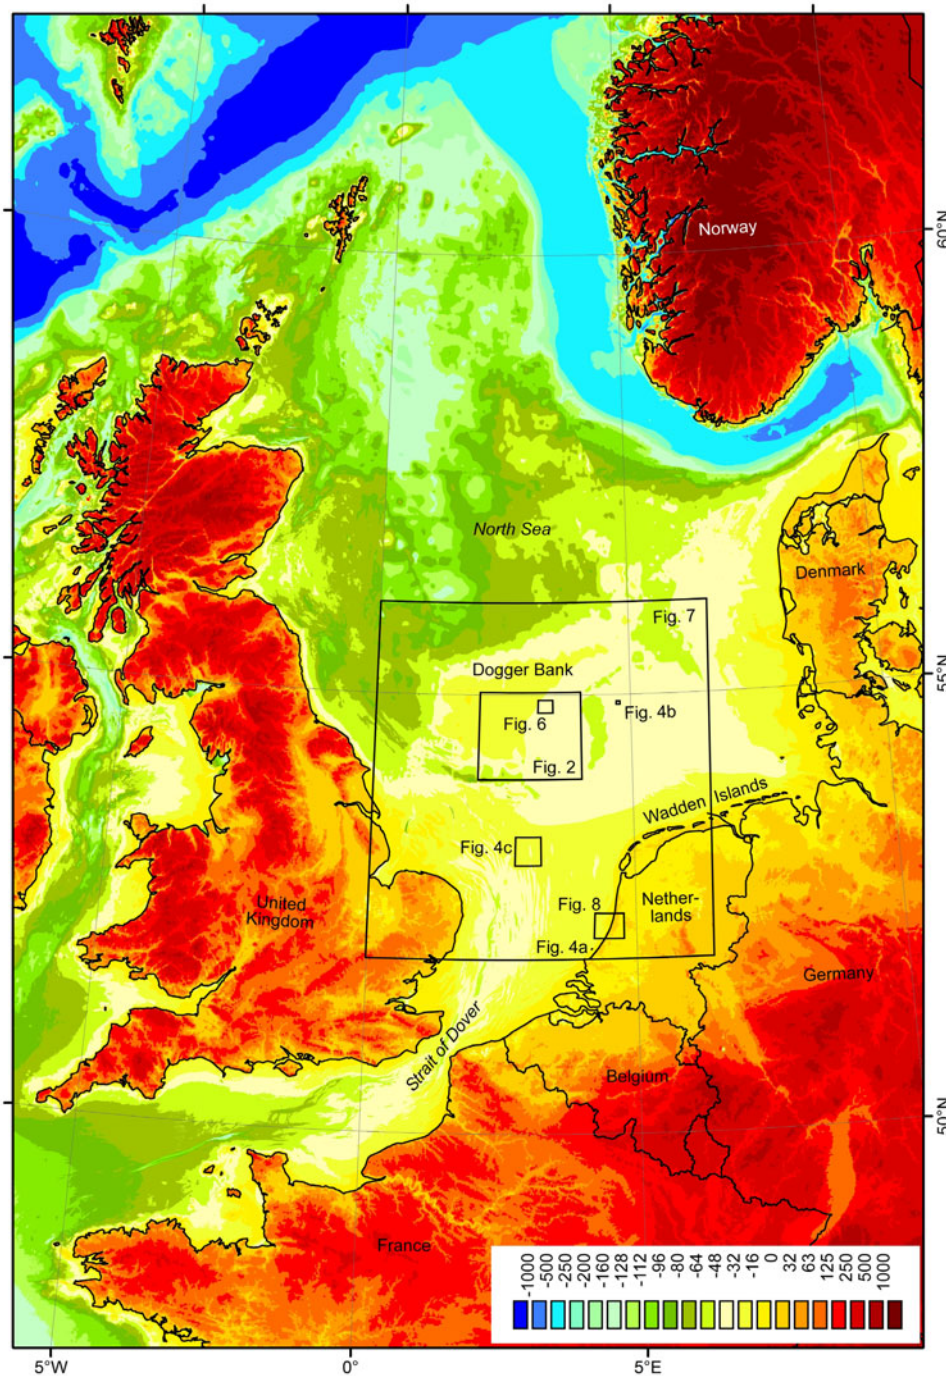 60°N
Norway
North Sea
Denmark
Fig. 7
Dogger Bank
55°N
Fig. 4b
Fig. 6
Fig. 2
Wadden Islands
Fig. 4c
United
Kingdom
Nether-
lands
Fig. 8
Fig. 4a
Germany
Strait of Dover
Belgium
50°N
France
-1000
-500
-250
-200
-160
-128
-112
-96
-80
-64
-48
-32
-16
0
32
63
125
250
500
1000
5°W
0°
5°E